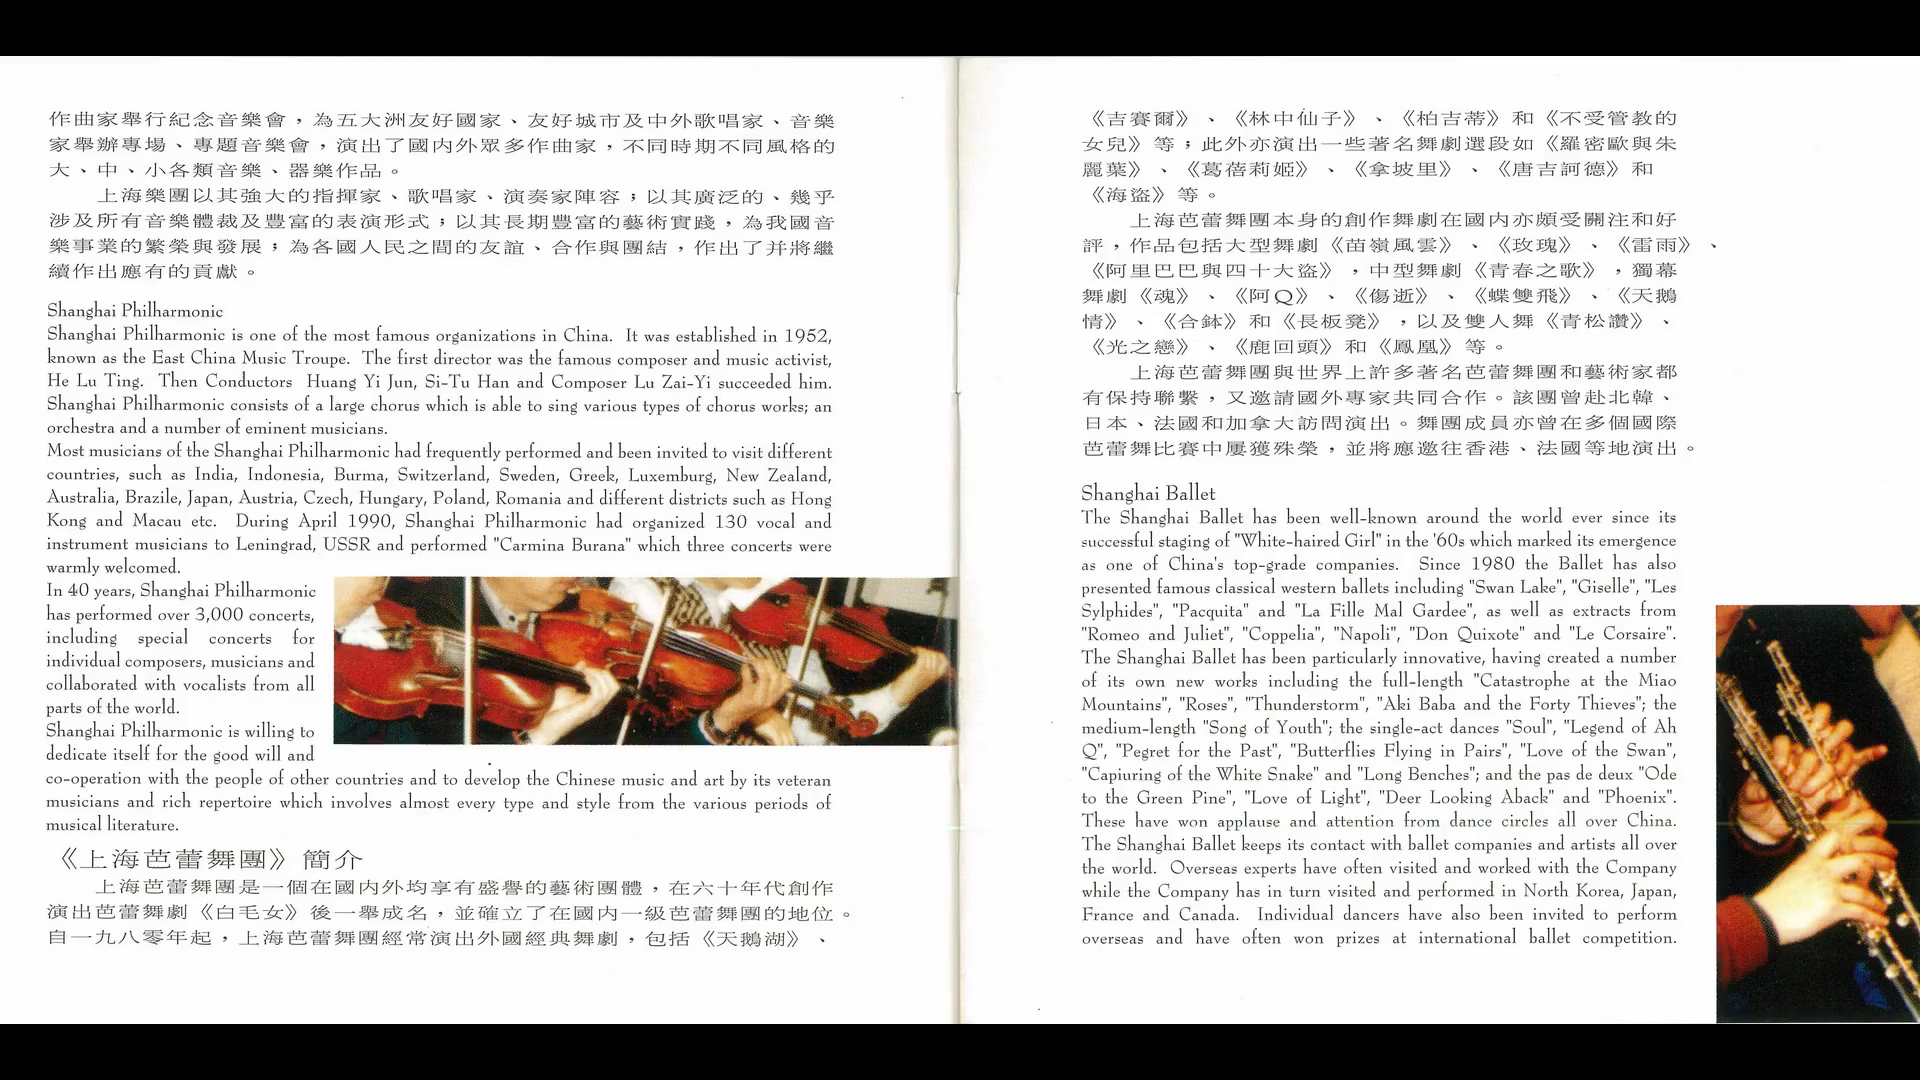 作曲家舉行紀念音樂會，為五大洲友好國家、友好城市及中外歌唱家、音樂
家舉辦專場、專題音樂會，演出了國內外眾多作曲家，不同時期不同風格的
大、中、小各類音樂、器樂作品。
上海樂團以其強大的指揮家、歌唱家、演奏家陣容；以其廣泛的、幾乎
涉及所有音樂體裁及豐富的表演形式；以其長期豐富的藝術實踐，為我國音
樂事業的繁榮與發展；為各國人民之間的友誼、合作與團結，作出了并將繼
續作出應有的貢獻。
Shanghai Philharmonic
Shanghai Philharmonic is one of the most famous organizations in China. It was established in 1952,
known as the East China Music Troupe. The first director was the famous composer and music activist,
He Lu Ting. Then Conductors Huang Yi Jun, Si-Tu Han and Composer Lu Zai-Yi succeeded him.
Shanghai Philharmonic consists of a large chorus which is able to sing various types of chorus works; an
orchestra and a number of eminent musicians.
Most musicians of the Shanghai Philharmonic had frequently performed and been invited to visit different
countries, such as India, Indonesia, Burma, Switzerland, Sweden, Greek, Luxemburg, New Zealand,
Australia, Brazile, Japan, Austria, Czech, Hungary, Poland, Romania and different districts such as Hong
Kong and Macau etc. During April 1990, Shanghai Philharmonic had organized 130 vocal and
instrument musicians to Leningrad, USSR and performed "Carmina Burana" which three concerts were
warmly welcomed.
In 40 years, Shanghai Philharmonic
has performed over 3,000 concerts,
including special concerts for
individual composers, musicians and
collaborated with vocalists from all
parts of the world.
Shanghai Philharmonic is willing to
dedicate itself for the good will and
co-operation with the people of other countries and to develop the Chinese music and art by its veteran
musicians and rich repertoire which involves almost every type and style from the various periods of
musical literature.
《上海芭蕾舞團》簡介
上海芭蕾舞團是一個在國內外均享有盛譽的藝術團體，在六十年代創作
演出芭蕾舞劇《白毛女》後一舉成名，並確立了在國內一級芭蕾舞團的地位。
自一九八零年起，上海芭蕾舞團經常演出外國經典舞劇，包括《天鵝湖》、
《吉賽爾》、《林中仙子》、《柏吉蒂》和《不受管教的
女兒》等；此外亦演出一些著名舞劇選段如《羅密歐與朱
麗葉》、《葛蓓莉姬》、《拿坡里》、《唐吉訶德》和
《海盜》等。
上海芭蕾舞團本身的創作舞劇在國內亦頗受關注和好
評，作品包括大型舞劇《苗嶺風雲》、《玫瑰》、《雷雨》、
《阿里巴巴與四十大盜》，中型舞劇《青春之歌》，獨幕
舞劇《魂》、《阿Q》、《傷逝》、《蝶雙飛》、《天鵝
情》、《合鉢》和《長板凳》，以及雙人舞《青松讚》、
《光之戀》、《鹿回頭》和《鳳凰》等。
上海芭蕾舞團與世界上許多著名芭蕾舞團和藝術家都
有保持聯繫，又邀請國外專家共同合作。該團曾赴北韓、
日本、法國和加拿大訪問演出。舞團成員亦曾在多個國際
芭蕾舞比賽中屢獲殊榮，並將應邀往香港、法國等地演出。
Shanghai Ballet
The Shanghai Ballet has been well-known around the world ever since its
successful staging of "White-haired Girl" in the '60s which marked its emergence
as one of China's top-grade companies. Since 1980 the Ballet has also
presented famous classical western ballets including "Swan Lake", "Giselle", "Les
Sylphides", "Pacquita" and "La Fille Mal Gardee", as well as extracts from
"Romeo and Juliet", "Coppelia", "Napoli", "Don Quixote" and "Le Corsaire".
The Shanghai Ballet has been particularly innovative, having created a number
of its own new works including the full-length "Catastrophe at the Miao
Mountains", "Roses", "Thunderstorm", "Aki Baba and the Forty Thieves"; the
medium-length "Song of Youth"; the single-act dances "Soul", "Legend of Ah
Q", "Pegret for the Past", "Butterflies Flying in Pairs", "Love of the Swan",
"Capiuring of the White Snake" and "Long Benches"; and the pas de deux "Ode
to the Green Pine", "Love of Light", "Deer Looking Aback" and "Phoenix".
These have won applause and attention from dance circles all over China.
The Shanghai Ballet keeps its contact with ballet companies and artists all over
the world. Overseas experts have often visited and worked with the Company
while the Company has in turn visited and performed in North Korea, Japan,
France and Canada. Individual dancers have also been invited to perform
overseas and have often won prizes at international ballet competition.